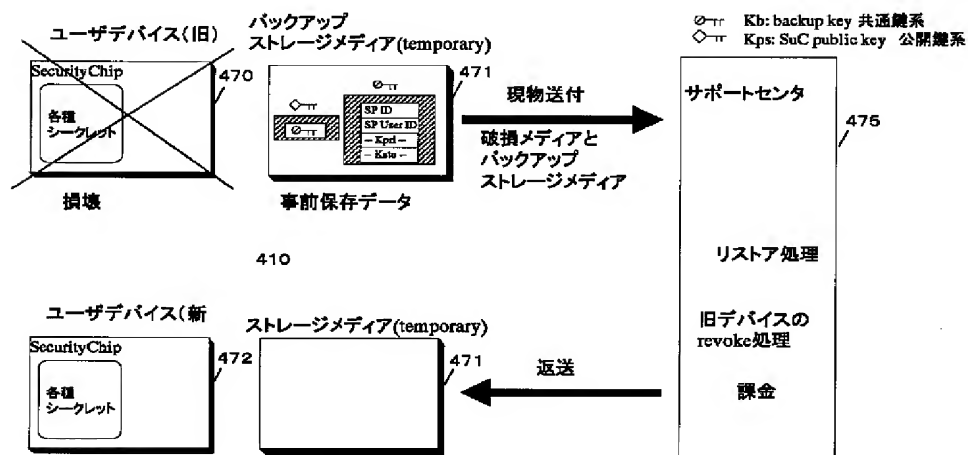 Kb: backup key 共通鍵系
Kps: SuC public key 公開鍵系
ユーザデバイス(旧)
バックアップ
ストレージメディア(temporary)
SecurityChip
各種
シークレット
470
471
SP ID
SP User ID
-- Kprl --
-- Ksto --
損壊
事前保存データ
現物送付
破損メディアと
バックアップ
ストレージメディア
サポートセンタ
475
リストア処理
旧デバイスの
revoke処理
課金
410
ユーザデバイス(新
ストレージメディア(temporary)
SecurityChip
各種
シークレット
472
471
返送